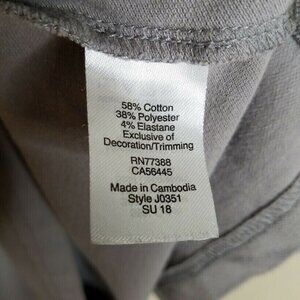 58% Cotton
38% Polyester
4% Elastane
Exclusive of
Decoration/Trimming
RN77388
CA56445
Made in Cambodia
Style J0351
SU 18